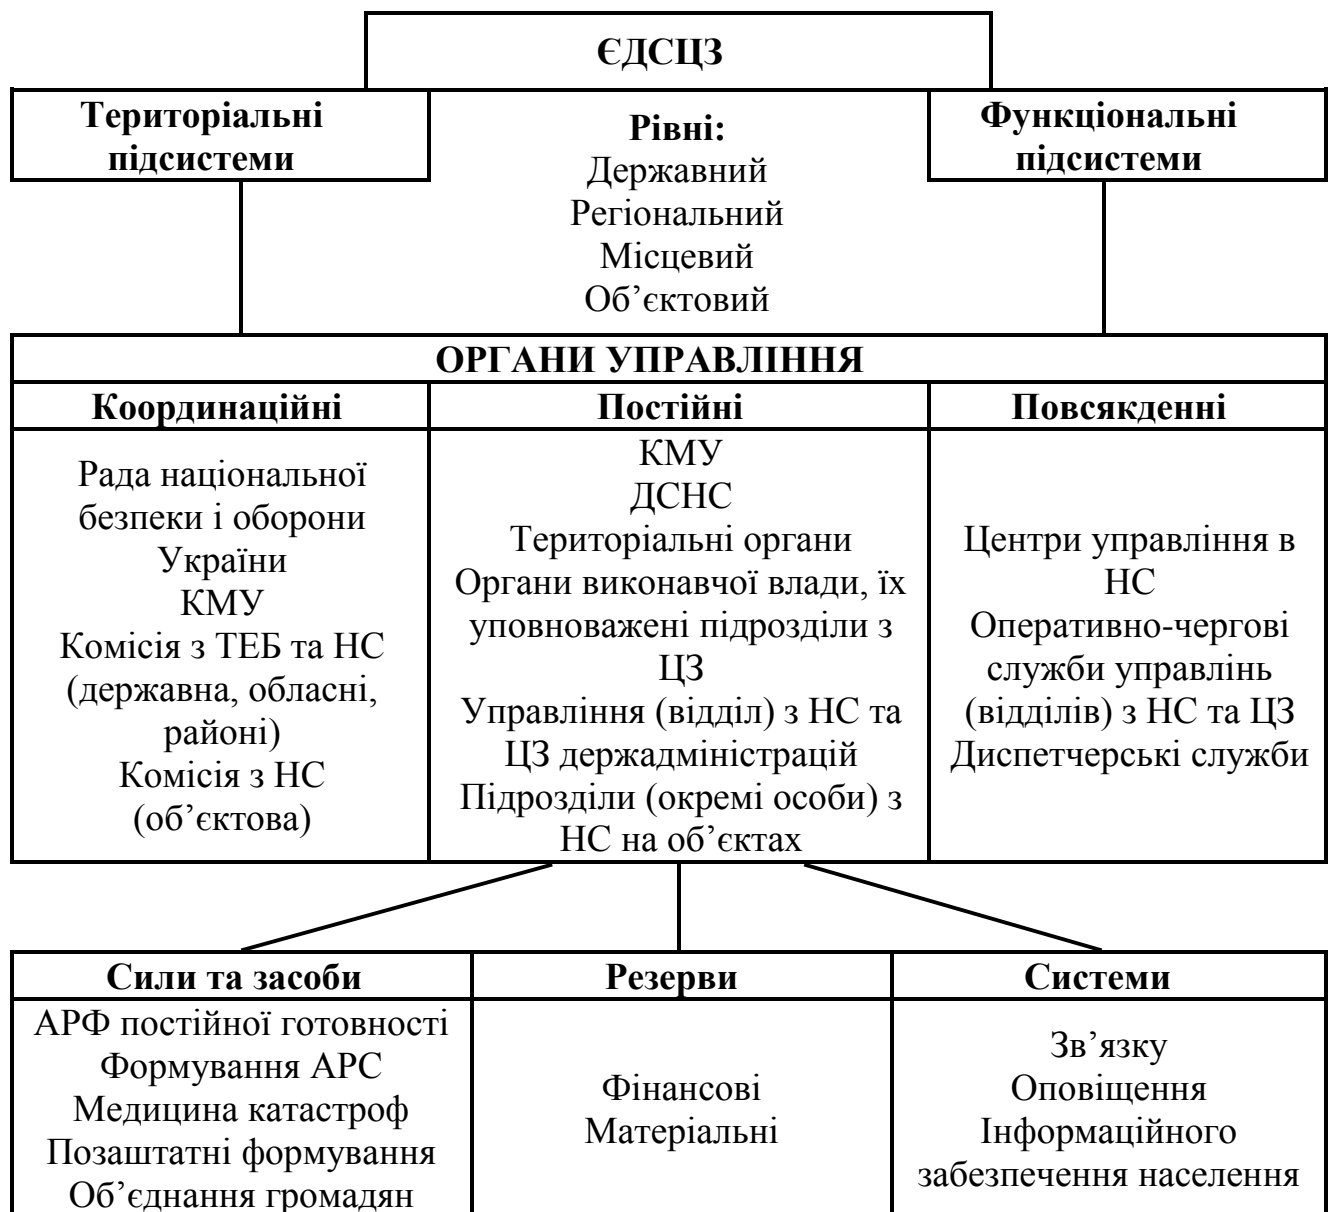 ЄДСЦЗ
Територіальні
підсистеми
Рівні:
Державний
Регіональний
Місцевий
Об’єктовий
Функціональні
підсистеми
ОРГАНИ УПРАВЛІННЯ
Координаційні
Постійні
Повсякденні
Рада національної
безпеки і оборони
України
КМУ
Комісія з ТЕБ та НС
(державна, обласні,
районі)
Комісія з НС
(об’єктова)
КМУ
ДСНС
Територіальні органи
Органи виконавчої влади, їх
уповноважені підрозділи з
ЦЗ
Управління (відділ) з НС та
ЦЗ держадміністрацій
Підрозділи (окремі особи) з
НС на об’єктах
Центри управління в
НС
Оперативно-чергові
служби управлінь
(відділів) з НС та ЦЗ
Диспетчерські служби
Сили та засоби
Резерви
Системи
АРФ постійної готовності
Формування АРС
Медицина катастроф
Позаштатні формування
Об’єднання громадян
Фінансові
Матеріальні
Зв’язку
Оповіщення
Інформаційного
забезпечення населення